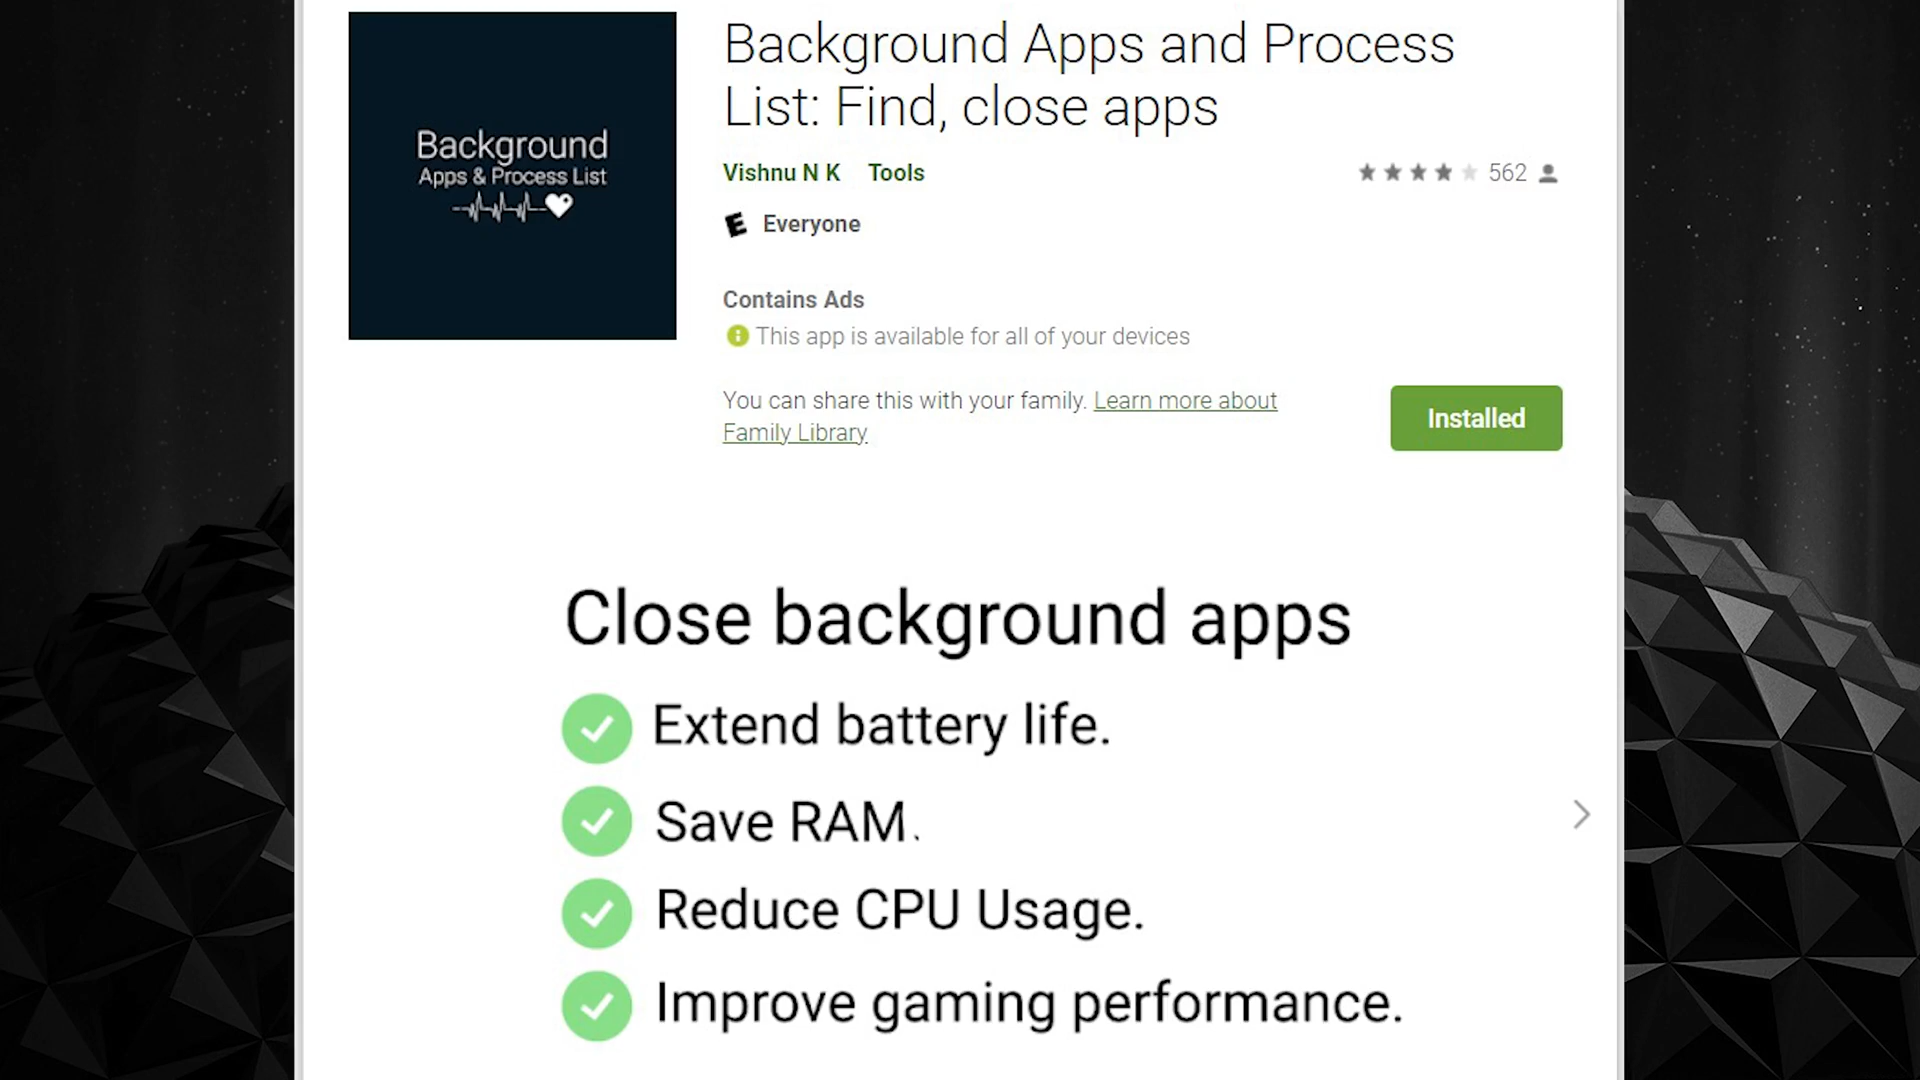 Background
Apps & Process List
Background Apps and Process
List: Find, close apps
Vishnu N K Tools
562
E Everyone
Contains Ads
This app is available for all of your devices
You can share this with your family. Learn more about
Family Library
Installed
Close background apps
Extend battery life.
Save RAM.
Reduce CPU Usage.
Improve gaming performance.